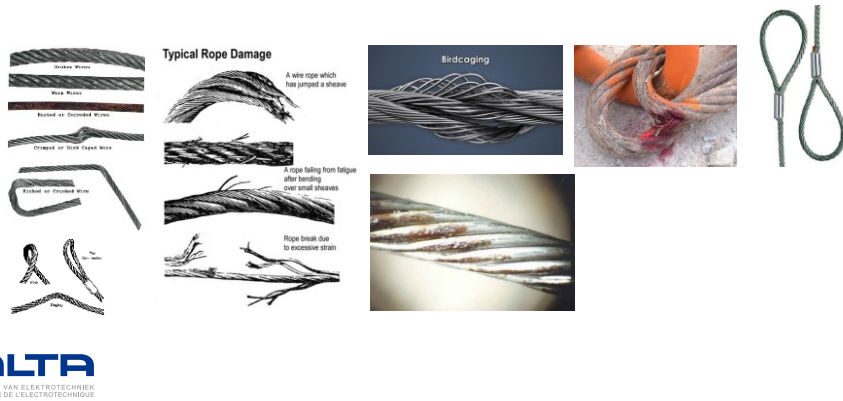 Broken Wires
Worn Wires
Rusted or Corroded Wires
Crimped or Bird Caged Wire
Kinked or Crushed Wire
Typical Rope Damage
A wire rope which
has jumped a sheave
A rope failing from fatigue
after bending
over small sheaves
Rope break due
to excessive strain
Birdcaging
VAN ELEKTROTECHNIEK
DE L'ELECTROTECHNIQUE